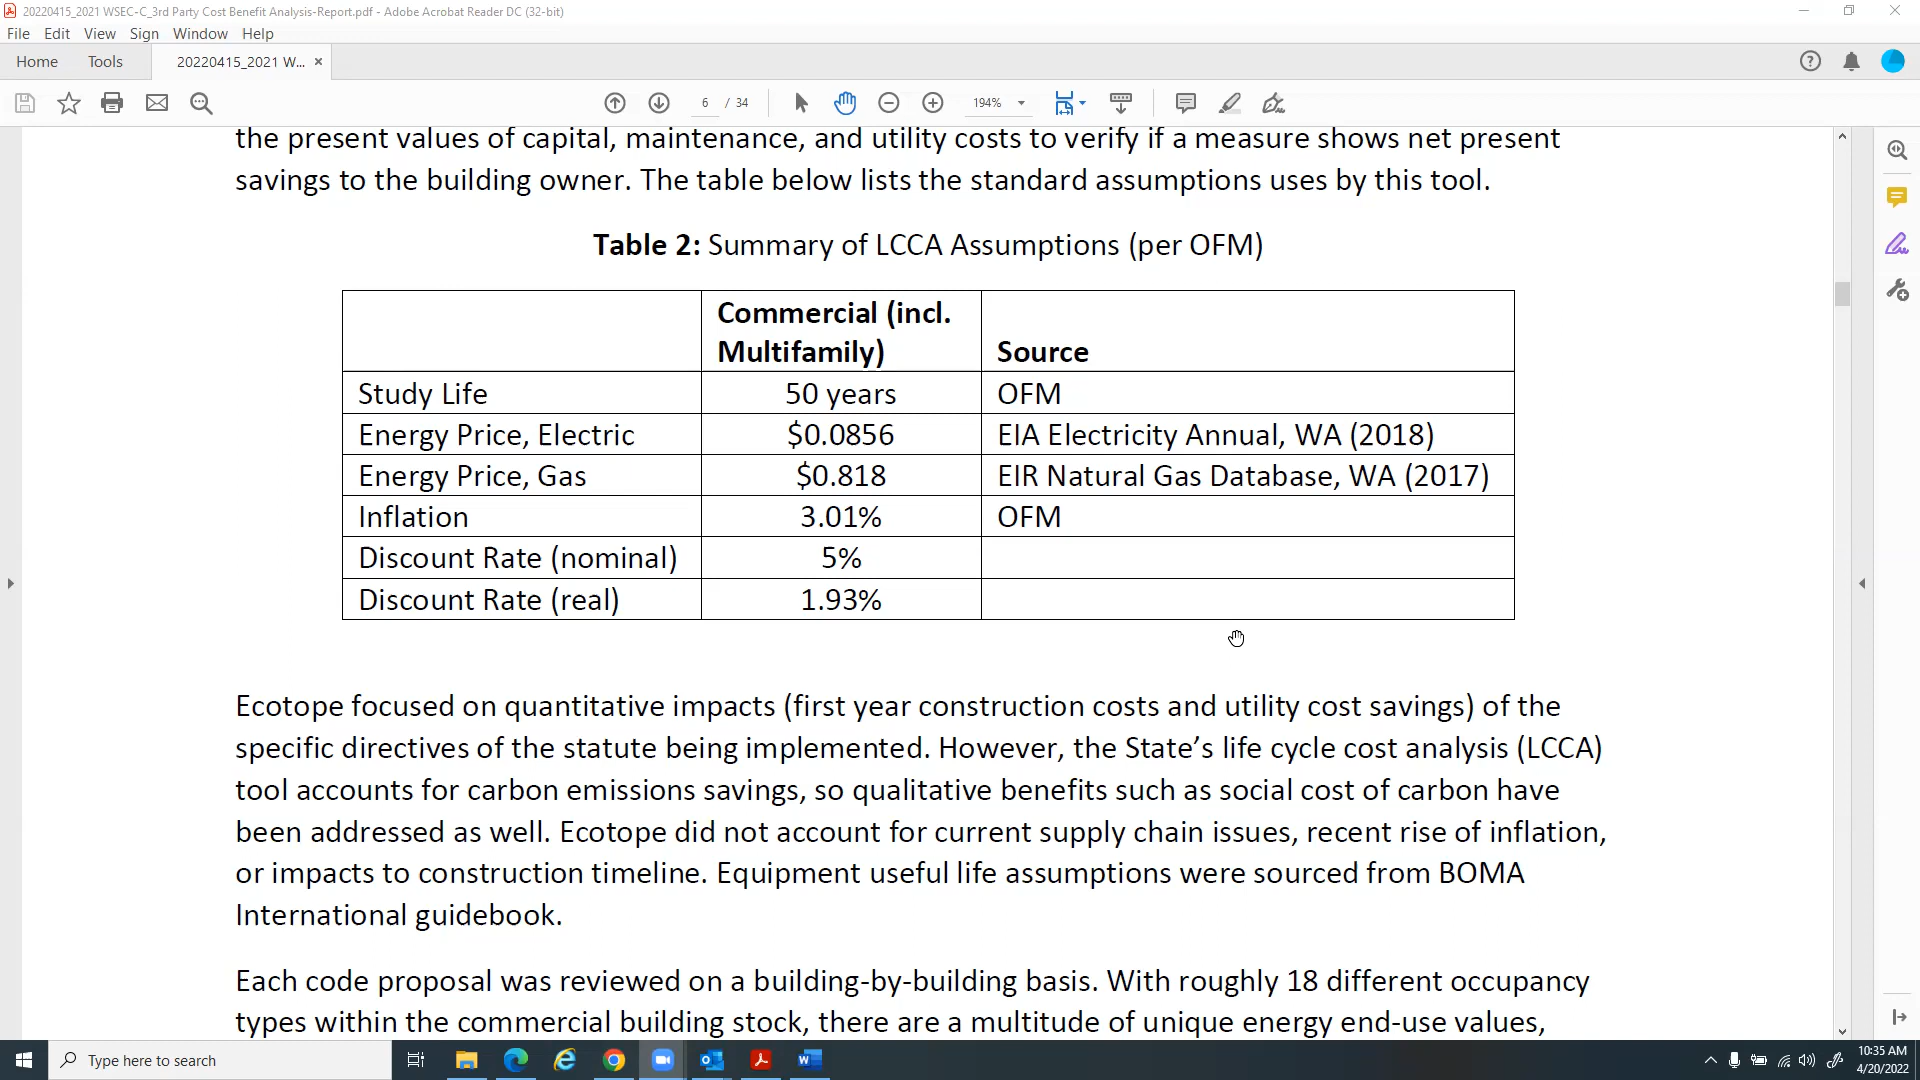 20220415_2021 WSEC-C_3rd Party Cost Benefit Analysis-Report.pdf - Adobe Acrobat Reader DC (32-bit)
File Edit View Sign Window Help
Home Tools 20220415_2021 W... ×
6 / 34 194%
the present values of capital, maintenance, and utility costs to verify if a measure shows net present
savings to the building owner. The table below lists the standard assumptions uses by this tool.
Table 2: Summary of LCCA Assumptions (per OFM)
Commercial (incl.
Multifamily) Source
Study Life 50 years OFM
Energy Price, Electric $0.0856 EIA Electricity Annual, WA (2018)
Energy Price, Gas $0.818 EIR Natural Gas Database, WA (2017)
Inflation 3.01% OFM
Discount Rate (nominal) 5%
Discount Rate (real) 1.93%
Ecotope focused on quantitative impacts (first year construction costs and utility cost savings) of the
specific directives of the statute being implemented. However, the State's life cycle cost analysis (LCCA)
tool accounts for carbon emissions savings, so qualitative benefits such as social cost of carbon have
been addressed as well. Ecotope did not account for current supply chain issues, recent rise of inflation,
or impacts to construction timeline. Equipment useful life assumptions were sourced from BOMA
International guidebook.
Each code proposal was reviewed on a building-by-building basis. With roughly 18 different occupancy
types within the commercial building stock, there are a multitude of unique energy end-use values,
Type here to search
10:35 AM
4/20/2022